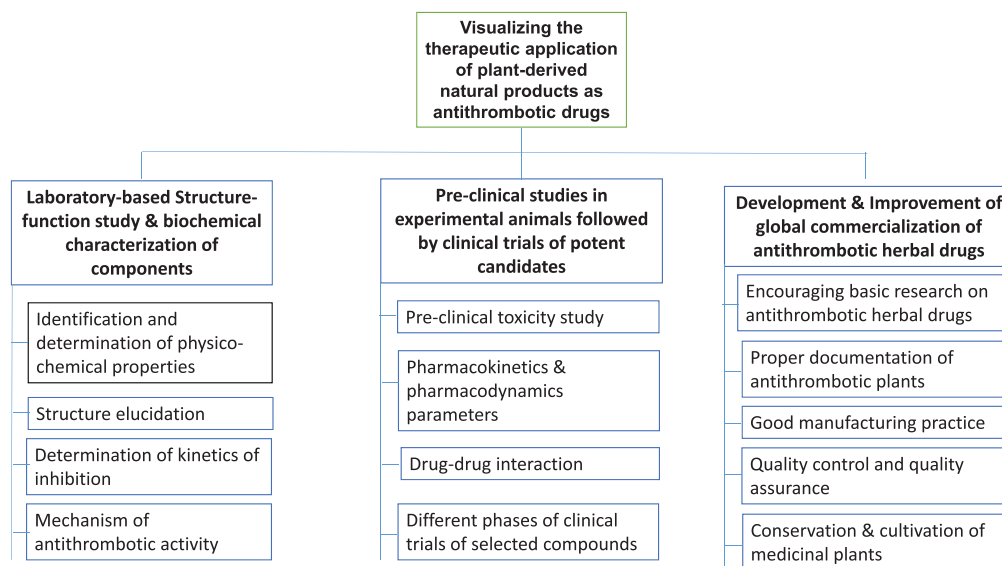 Visualizing the
therapeutic application
of plant-derived
natural products as
antithrombotic drugs
Laboratory-based Structure-
function study & biochemical
characterization of
components
Identification and
determination of physico-
chemical properties
Structure elucidation
Determination of kinetics of
inhibition
Mechanism of
antithrombotic activity
Pre-clinical studies in
experimental animals followed
by clinical trials of potent
candidates
Pre-clinical toxicity study
Pharmacokinetics &
pharmacodynamics
parameters
Drug-drug interaction
Different phases of clinical
trials of selected compounds
Development & Improvement of
global commercialization of
antithrombotic herbal drugs
Encouraging basic research on
antithrombotic herbal drugs
Proper documentation of
antithrombotic plants
Good manufacturing practice
Quality control and quality
assurance
Conservation & cultivation of
medicinal plants